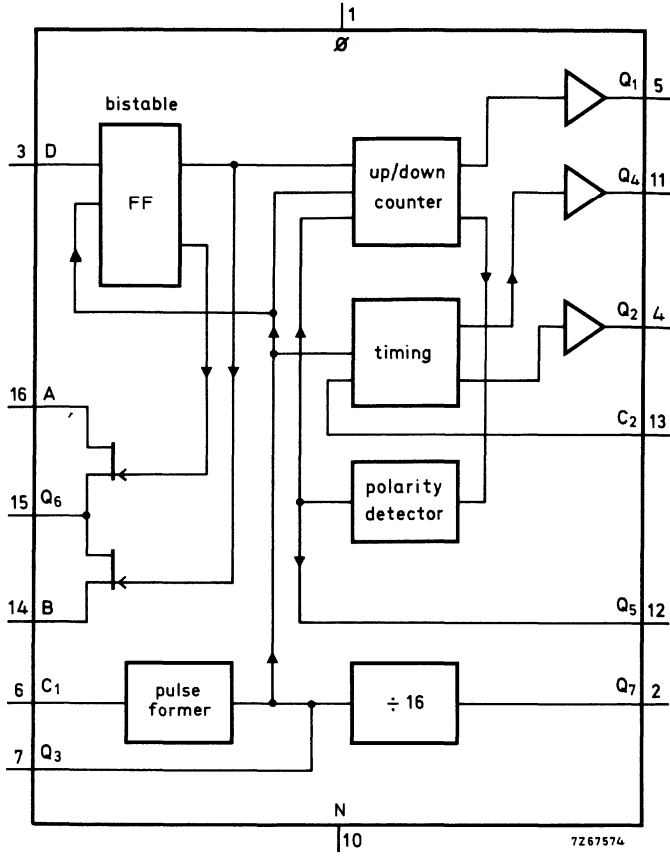 1
Ø
bistable
3 D
FF
up/down
counter
Q1 5
Q4 11
timing
Q2 4
16 A
C2 13
15 Q6
polarity
detector
14 B
Q5 12
6 C1
pulse
former
÷ 16
Q7 2
7 Q3
N
10
7Z67574